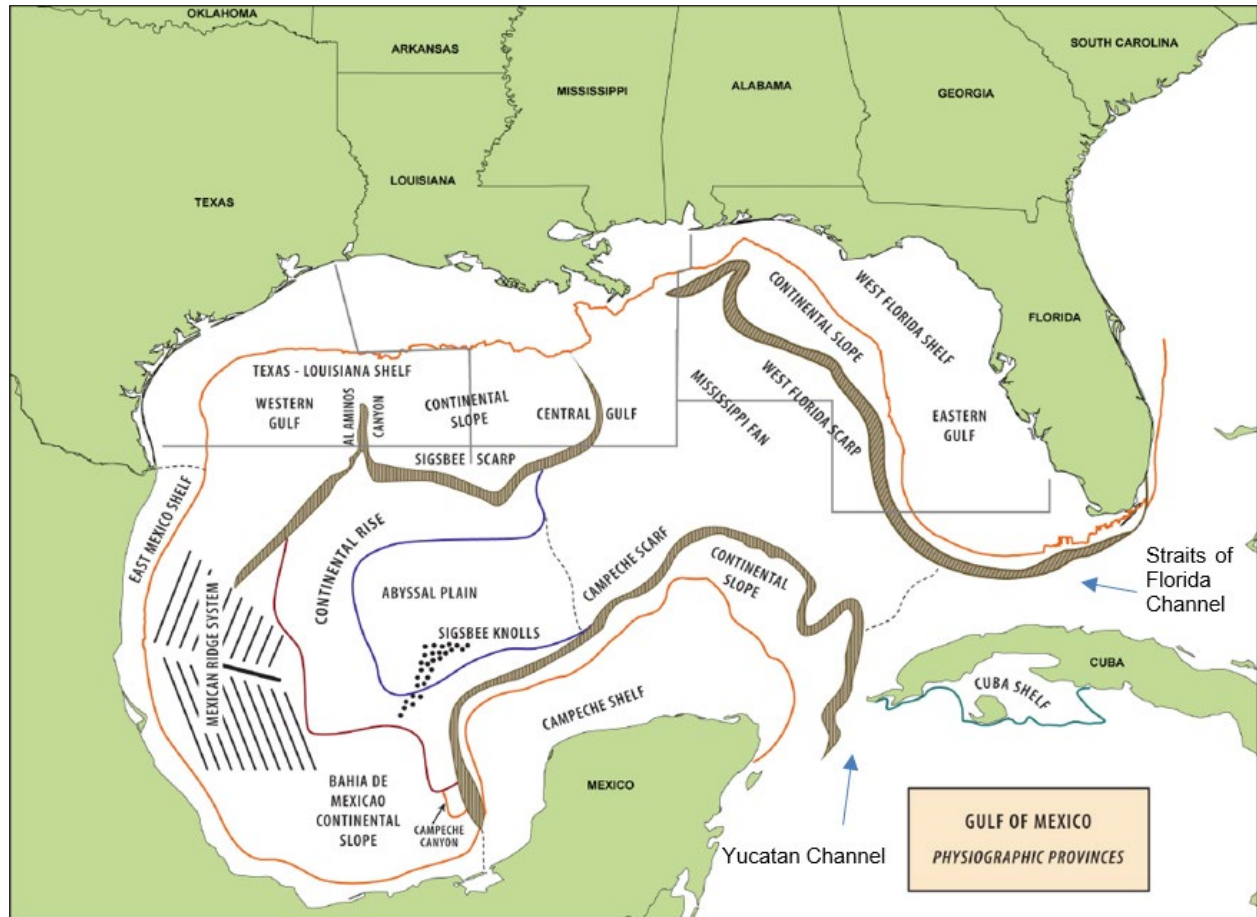 OKLAHOMA
ARKANSAS
SOUTH CAROLINA
MISSISSIPPI
ALABAMA
GEORGIA
TEXAS
LOUISIANA
FLORIDA
WEST FLORIDA SHELF
CONTINENTAL SLOPE
WEST FLORIDA SCARP
MISSISSIPPI FAN
EASTERN
GULF
TEXAS - LOUISIANA SHELF
WESTERN
GULF
AL AMINOS
CANYON
CONTINENTAL
SLOPE
CENTRAL GULF
SIGSBEE SCARP
EAST MEXICO SHELF
CONTINENTAL RISE
ABYSSAL PLAIN
SIGSBEE KNOLLS
MEXICAN RIDGE SYSTEM
CAMPECHE SCARF
CONTINENTAL
SLOPE
CAMPECHE SHELF
BAHIA DE
MEXICAO
CONTINENTAL
SLOPE
CAMPECHE
CANYON
MEXICO
Straits of
Florida
Channel
CUBA
CUBA SHELF
Yucatan Channel
GULF OF MEXICO
PHYSIOGRAPHIC PROVINCES